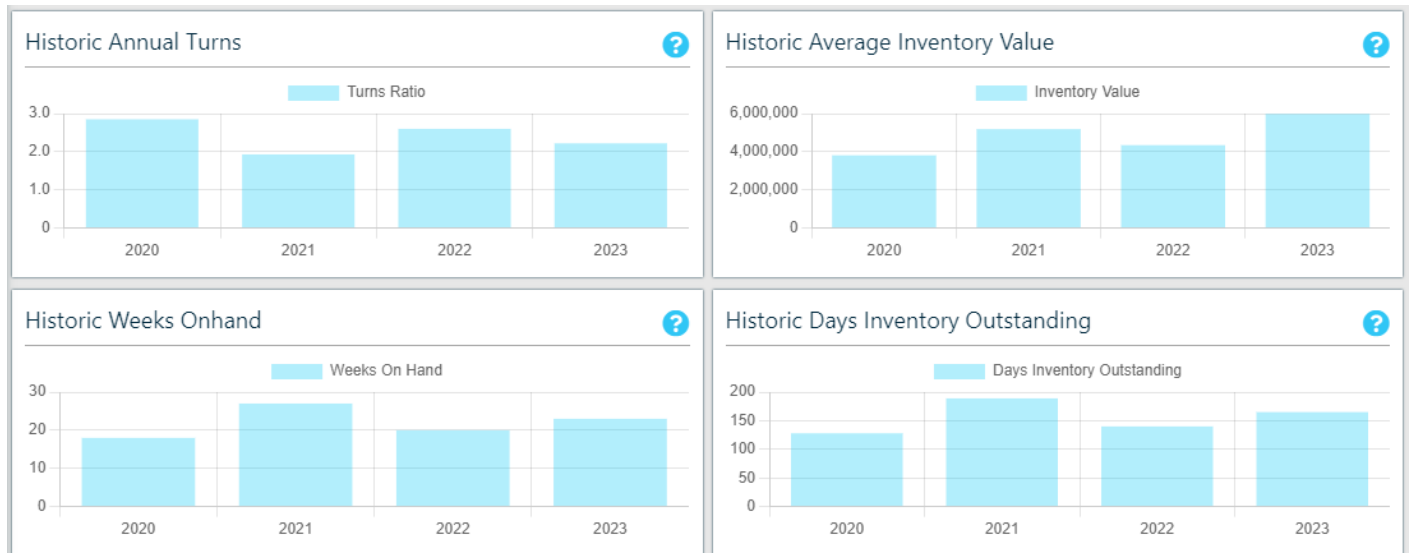 Historic Annual Turns
?
Turns Ratio
3.0
2.0
1.0
0
2020 2021 2022 2023
Historic Average Inventory Value
?
Inventory Value
6,000,000
4,000,000
2,000,000
0
2020 2021 2022 2023
Historic Weeks Onhand
?
Weeks On Hand
30
20
10
0
2020 2021 2022 2023
Historic Days Inventory Outstanding
?
Days Inventory Outstanding
200
150
100
50
0
2020 2021 2022 2023